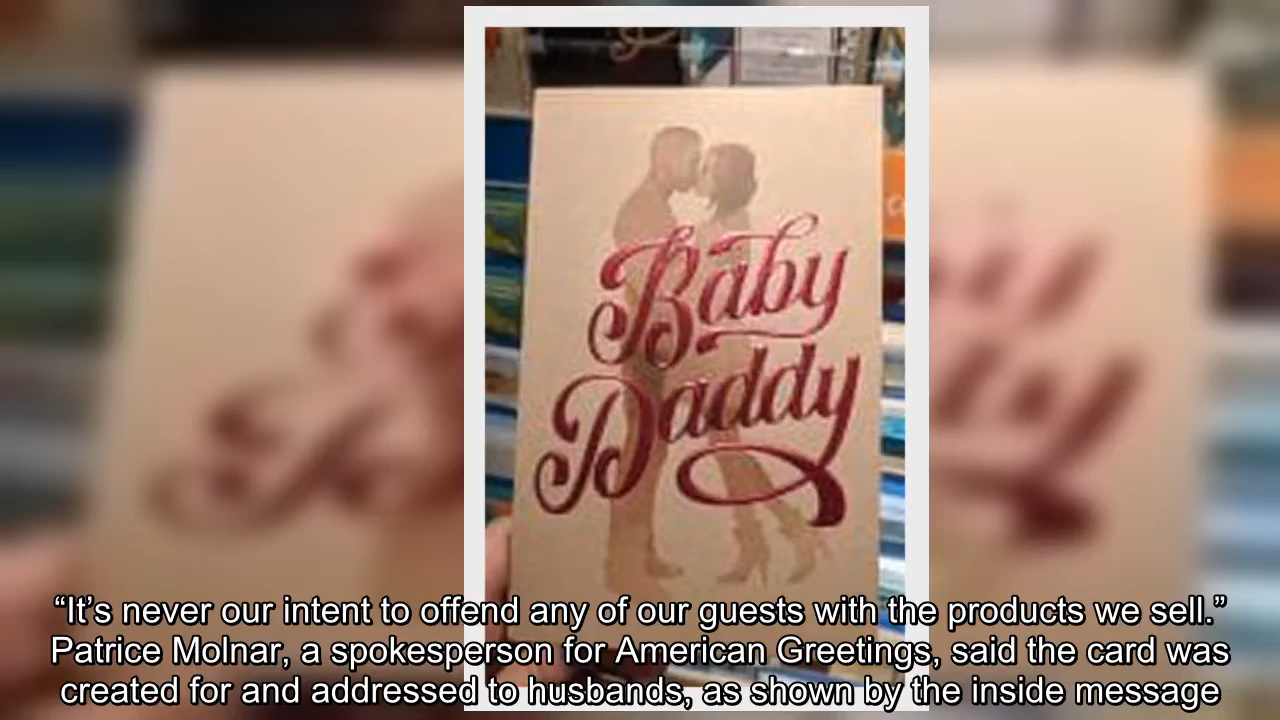 Baby
Daddy
“It’s never our intent to offend any of our guests with the products we sell.”
Patrice Molnar, a spokesperson for American Greetings, said the card was
created for and addressed to husbands, as shown by the inside message